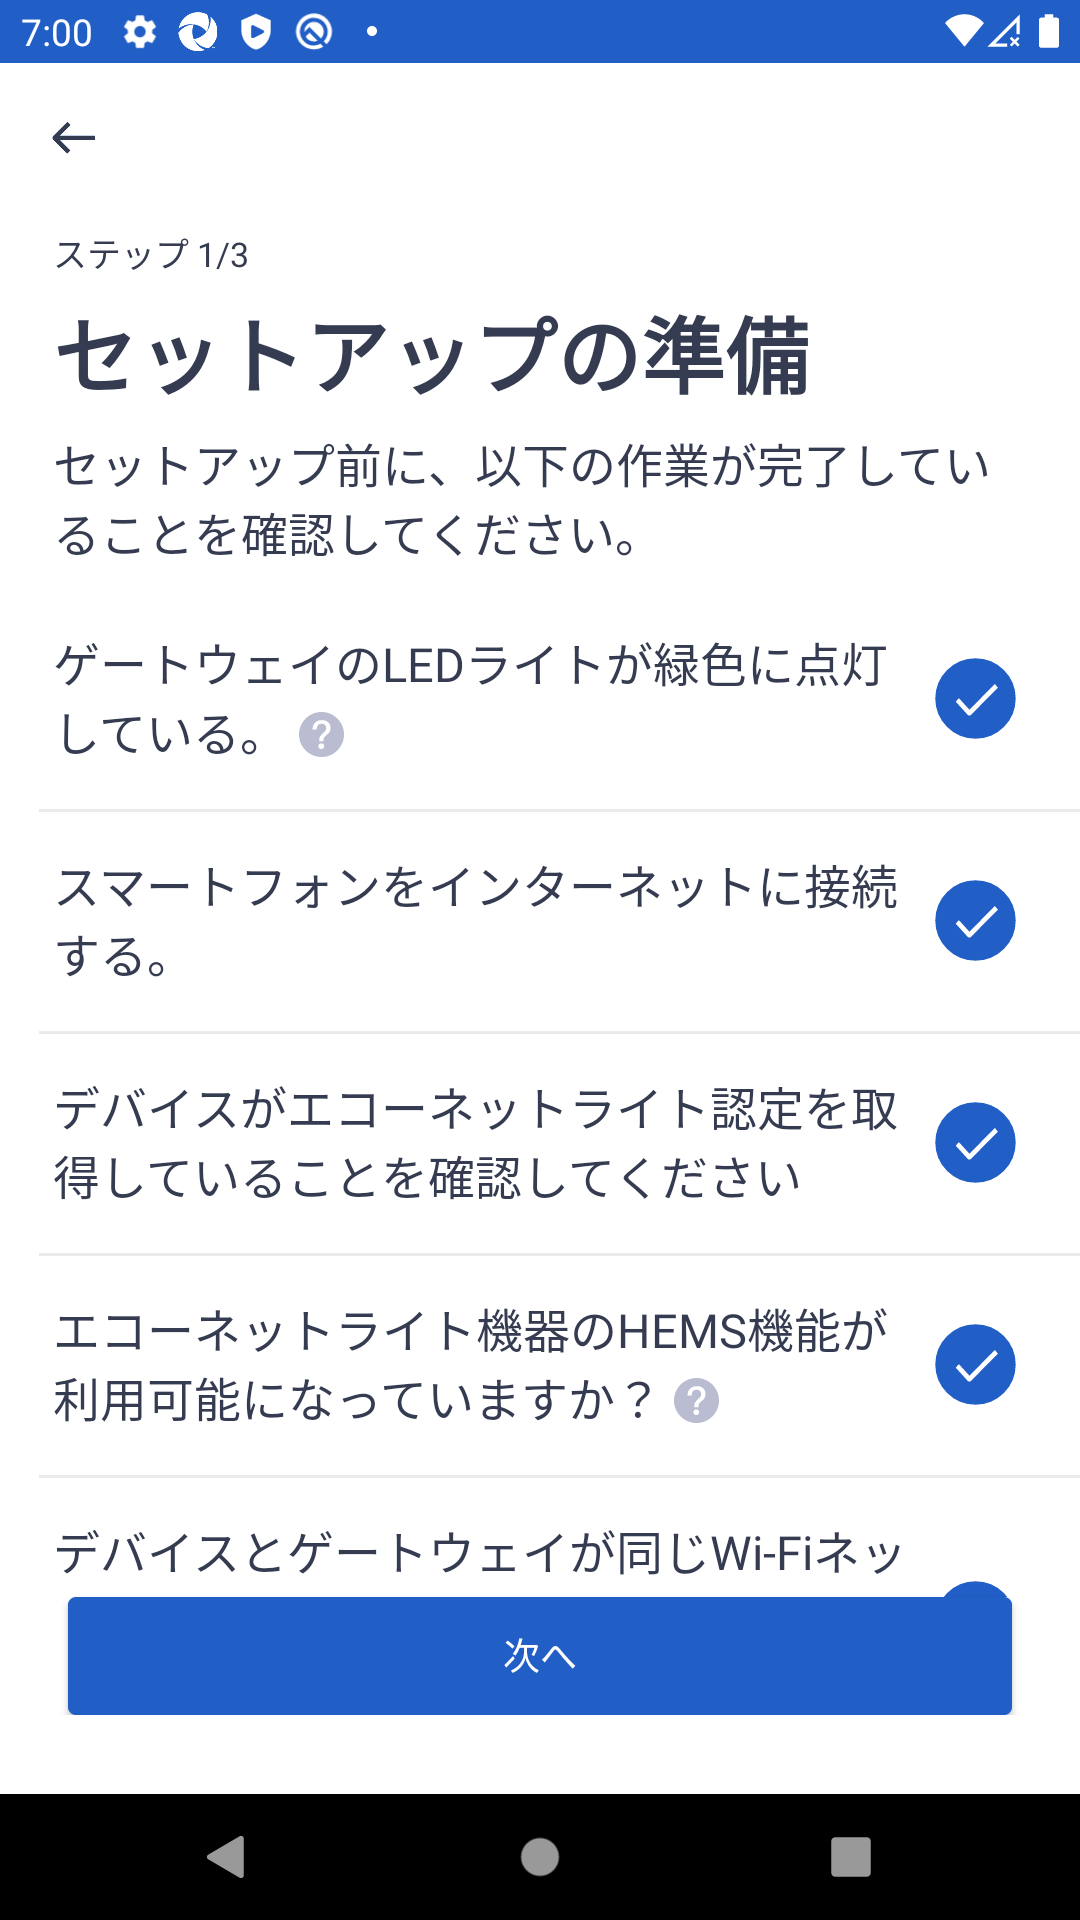 7:00
ステップ 1/3
セットアップの準備
セットアップ前に、以下の作業が完了してい
ることを確認してください。
ゲートウェイのLEDライトが緑色に点灯
している。 ?
スマートフォンをインターネットに接続
する。
デバイスがエコーネットライト認定を取
得していることを確認してください
エコーネットライト機器のHEMS機能が
利用可能になっていますか？ ?
デバイスとゲートウェイが同じWi-Fiネッ
次へ